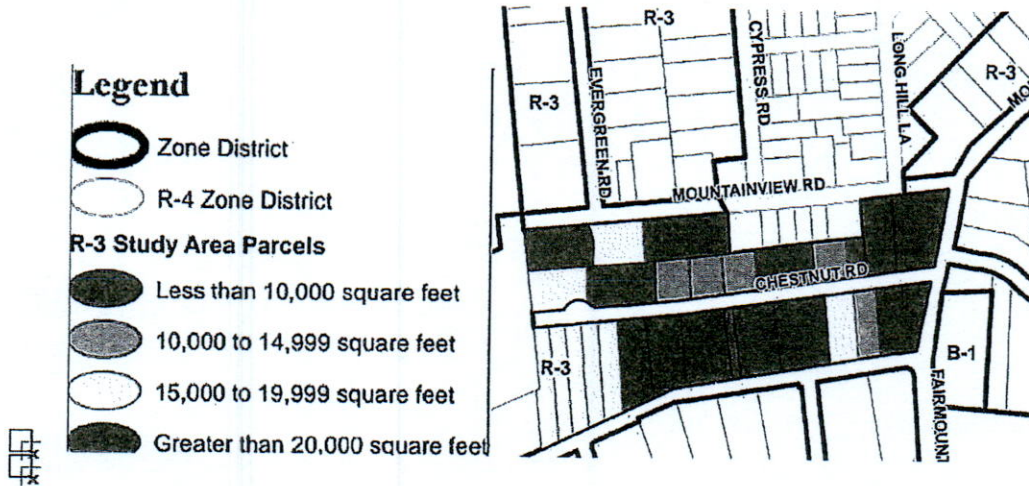 Legend
Zone District
R-4 Zone District
R-3 Study Area Parcels
Less than 10,000 square feet
10,000 to 14,999 square feet
15,000 to 19,999 square feet
Greater than 20,000 square feet
R-3
R-3
R-3
EVERGREEN RD
CYPRESS RD
LONG HILL LA
MOUNTAINVIEW RD
CHESTNUT RD
R-3
B-1
FAIRMOUNT